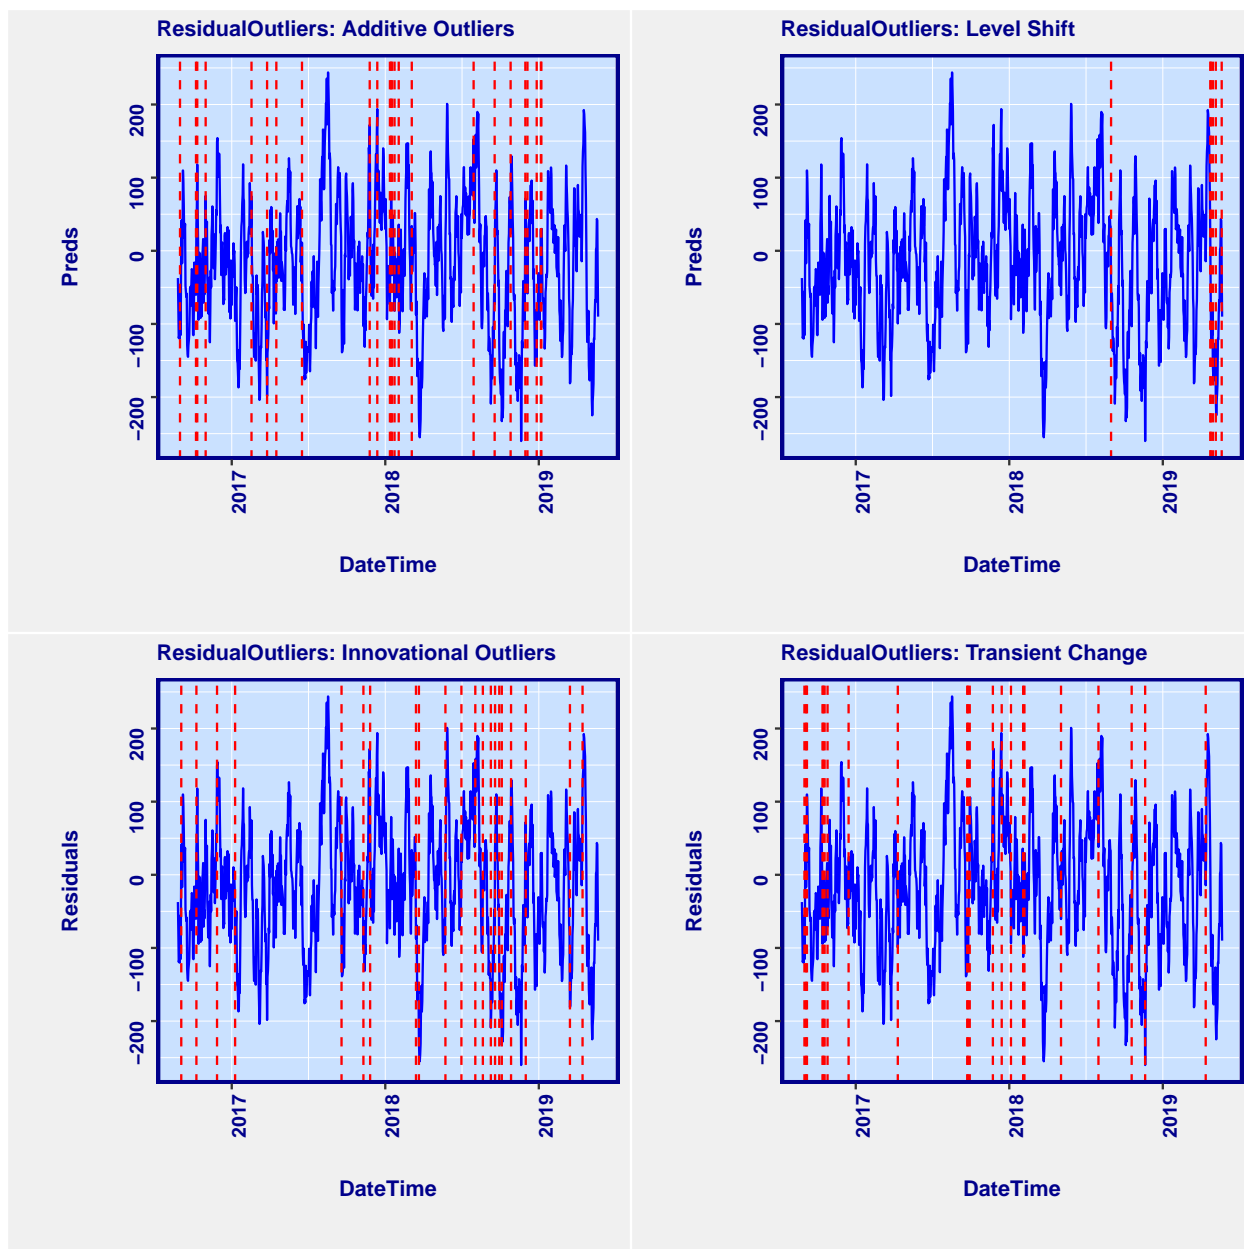 ResidualOutliers: Additive Outliers
Preds
200
100
0
−100
−200
2017
2018
2019
DateTime
ResidualOutliers: Level Shift
Preds
200
100
0
−100
−200
2017
2018
2019
DateTime
ResidualOutliers: Innovational Outliers
Residuals
200
100
0
−100
−200
2017
2018
2019
DateTime
ResidualOutliers: Transient Change
Residuals
200
100
0
−100
−200
2017
2018
2019
DateTime